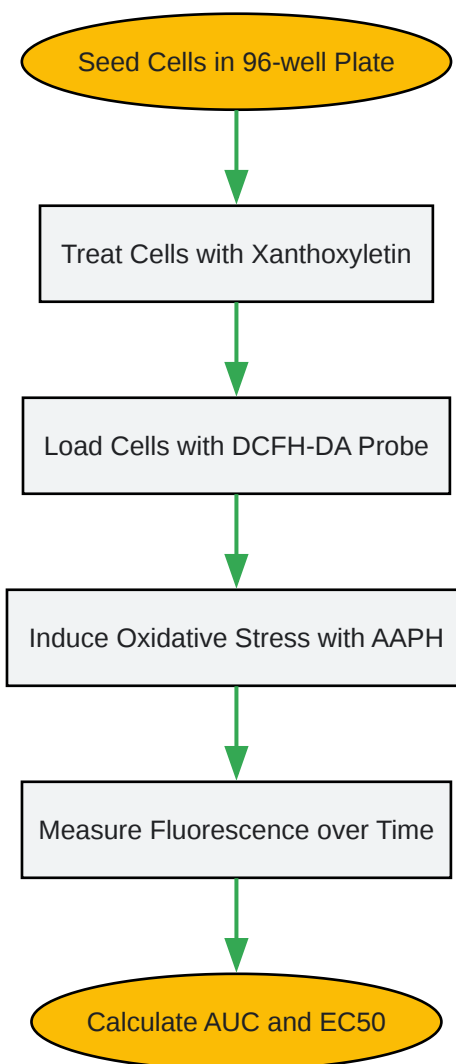 Seed Cells in 96-well Plate
Treat Cells with Xanthoxyletin
Load Cells with DCFH-DA Probe
Induce Oxidative Stress with AAPH
Measure Fluorescence over Time
Calculate AUC and EC50